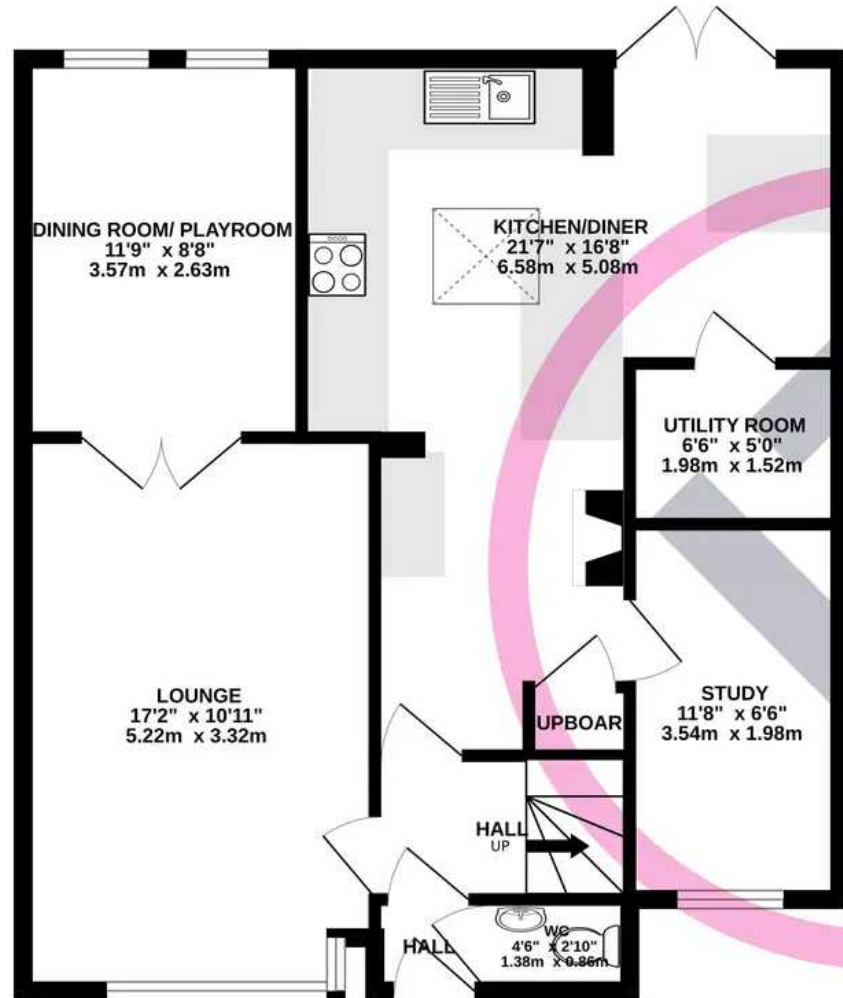 DINING ROOM/ PLAYROOM
11'9" x 8'8"
3.57m x 2.63m
KITCHEN/DINER
21'7" x 16'8"
6.58m x 5.08m
UTILITY ROOM
6'6" x 5'0"
1.98m x 1.52m
LOUNGE
17'2" x 10'11"
5.22m x 3.32m
STUDY
11'8" x 6'6"
3.54m x 1.98m
UPBOAR
HALL
UP
HALL
WC
4'6" x 2'10"
1.38m x 0.86m